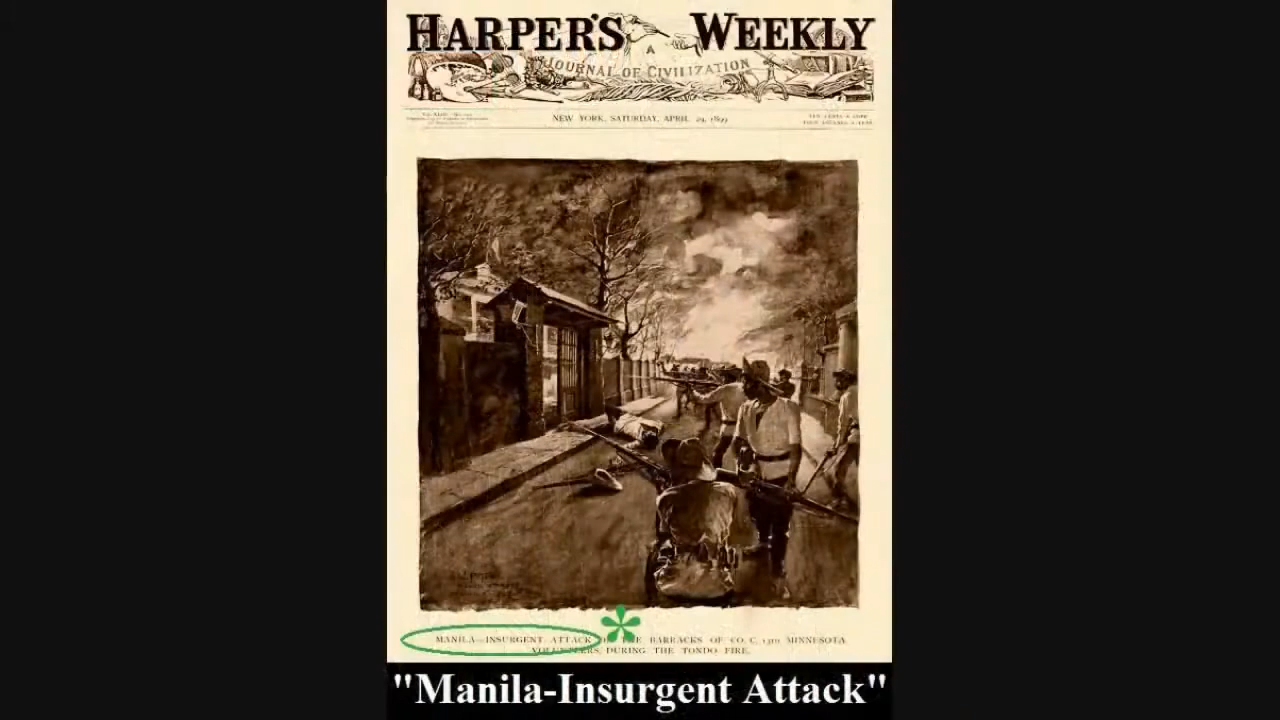 HARPER'S WEEKLY
A
JOURNAL OF CIVILIZATION
NEW YORK, SATURDAY, APRIL 29, 1899
MANILA—INSURGENT ATTACK THE BARRACKS OF CO. C, 13TH MINNESOTA
VOLUNTEERS, DURING THE TONDO FIRE.
"Manila-Insurgent Attack"